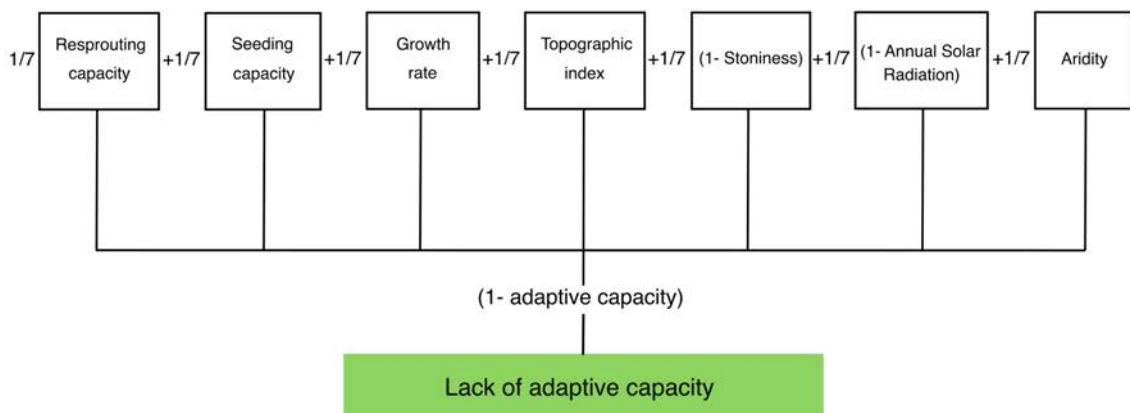 1/7 Resprouting capacity +1/7 Seeding capacity +1/7 Growth rate +1/7 Topographic index +1/7 (1- Stoniness) +1/7 (1- Annual Solar Radiation) +1/7 Aridity
(1- adaptive capacity)
Lack of adaptive capacity